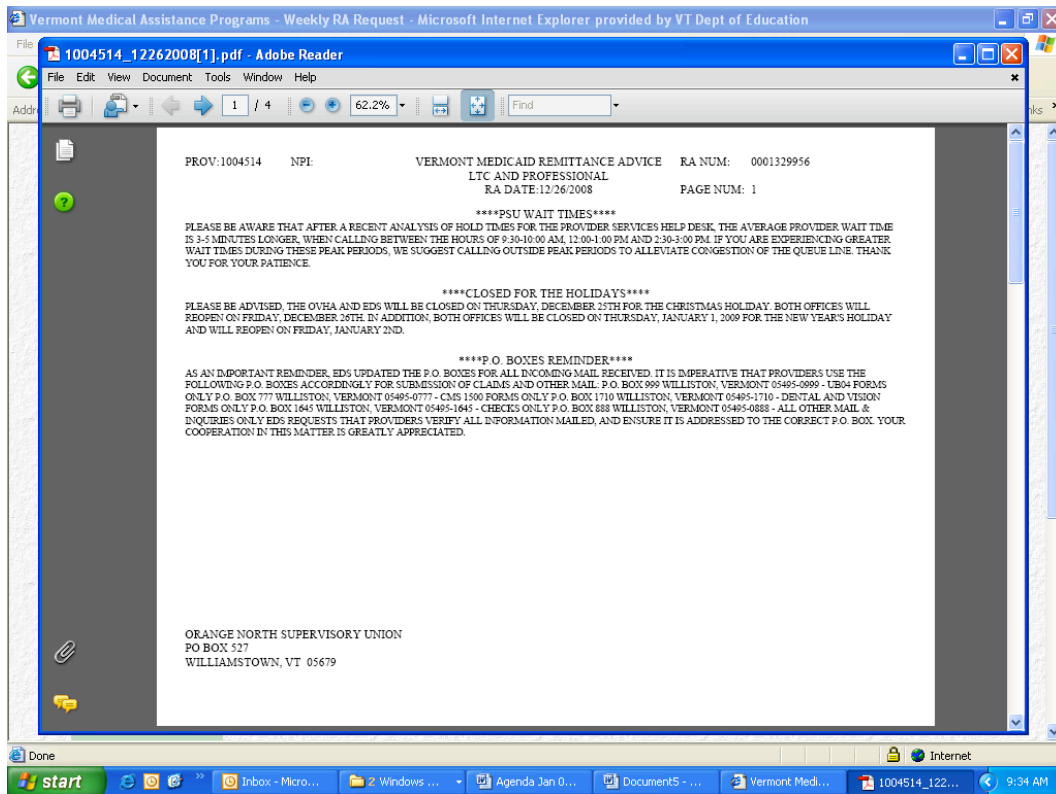 Vermont Medical Assistance Programs - Weekly RA Request - Microsoft Internet Explorer provided by VT Dept of Education
File
1004514_12262008[1].pdf - Adobe Reader
File Edit View Document Tools Window Help
1 / 4 62.2% Find
PROV:1004514 NPI: VERMONT MEDICAID REMITTANCE ADVICE RA NUM: 0001329956
LTC AND PROFESSIONAL
RA DATE:12/26/2008 PAGE NUM: 1
****PSU WAIT TIMES****
PLEASE BE AWARE THAT AFTER A RECENT ANALYSIS OF HOLD TIMES FOR THE PROVIDER SERVICES HELP DESK, THE AVERAGE PROVIDER WAIT TIME
IS 3-5 MINUTES LONGER, WHEN CALLING BETWEEN THE HOURS OF 9:30-10:00 AM, 12:00-1:00 PM AND 2:30-3:00 PM. IF YOU ARE EXPERIENCING GREATER
WAIT TIMES DURING THESE PEAK PERIODS, WE SUGGEST CALLING OUTSIDE PEAK PERIODS TO ALLEVIATE CONGESTION OF THE QUEUE LINE. THANK
YOU FOR YOUR PATIENCE.
****CLOSED FOR THE HOLIDAYS****
PLEASE BE ADVISED, THE OVHA AND EDS WILL BE CLOSED ON THURSDAY, DECEMBER 25TH FOR THE CHRISTMAS HOLIDAY. BOTH OFFICES WILL
REOPEN ON FRIDAY, DECEMBER 26TH. IN ADDITION, BOTH OFFICES WILL BE CLOSED ON THURSDAY, JANUARY 1, 2009 FOR THE NEW YEAR'S HOLIDAY
AND WILL REOPEN ON FRIDAY, JANUARY 2ND.
****P.O. BOXES REMINDER****
AS AN IMPORTANT REMINDER, EDS UPDATED THE P.O. BOXES FOR ALL INCOMING MAIL RECEIVED. IT IS IMPERATIVE THAT PROVIDERS USE THE
FOLLOWING P.O. BOXES ACCORDINGLY FOR SUBMISSION OF CLAIMS AND OTHER MAIL: P.O. BOX 999 WILLISTON, VERMONT 05495-0999 - UB04 FORMS
ONLY P.O. BOX 777 WILLISTON, VERMONT 05495-0777 - CMS 1500 FORMS ONLY P.O. BOX 1710 WILLISTON, VERMONT 05495-1710 - DENTAL AND VISION
FORMS ONLY P.O. BOX 1645 WILLISTON, VERMONT 05495-1645 - CHECKS ONLY P.O. BOX 888 WILLISTON, VERMONT 05495-0888 - ALL OTHER MAIL &
INQUIRIES ONLY EDS REQUESTS THAT PROVIDERS VERIFY ALL INFORMATION MAILED, AND ENSURE IT IS ADDRESSED TO THE CORRECT P.O. BOX. YOUR
COOPERATION IN THIS MATTER IS GREATLY APPRECIATED.
ORANGE NORTH SUPERVISORY UNION
PO BOX 527
WILLIAMSTOWN, VT 05679
Done Internet
start Inbox - Micro... 2 Windows ... Agenda Jan 0... Document5 - ... Vermont Medi... 1004514_122... 9:34 AM